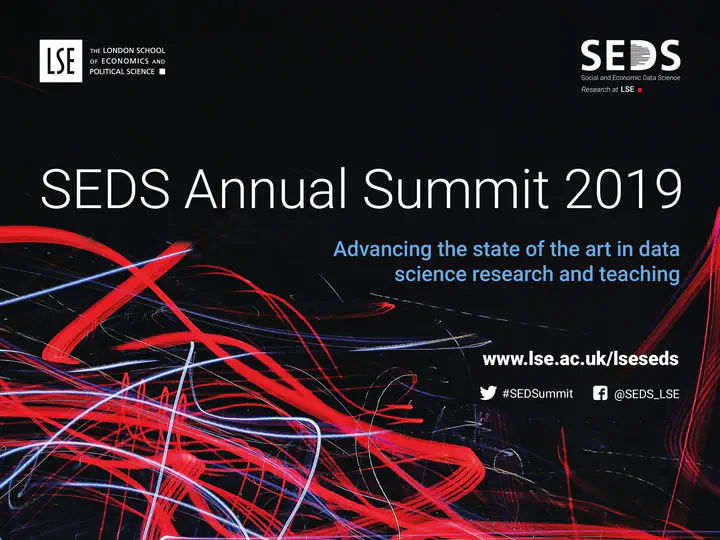 LSE
THE LONDON SCHOOL
OF ECONOMICS AND
POLITICAL SCIENCE
SEDS
Social and Economic Data Science
Research at LSE
SEDS Annual Summit 2019
Advancing the state of the art in data
science research and teaching
www.lse.ac.uk/lseseds
#SEDSummit @SEDS_LSE